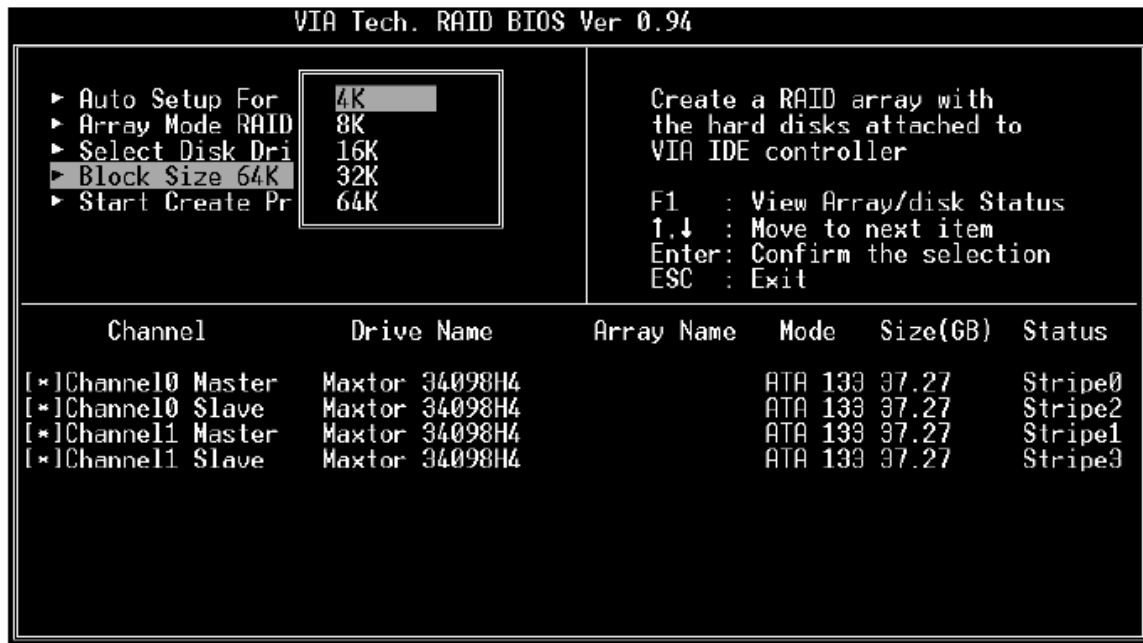 VIA Tech. RAID BIOS Ver 0.94
► Auto Setup For
► Array Mode RAID
► Select Disk Dri
► Block Size 64K
► Start Create Pr
4K
8K
16K
32K
64K
Create a RAID array with
the hard disks attached to
VIA IDE controller
F1 : View Array/disk Status
↑,↓ : Move to next item
Enter: Confirm the selection
ESC : Exit
Channel Drive Name Array Name Mode Size(GB) Status
[*]Channel0 Master Maxtor 34098H4 ATA 133 37.27 Stripe0
[*]Channel0 Slave Maxtor 34098H4 ATA 133 37.27 Stripe2
[*]Channel1 Master Maxtor 34098H4 ATA 133 37.27 Stripe1
[*]Channel1 Slave Maxtor 34098H4 ATA 133 37.27 Stripe3